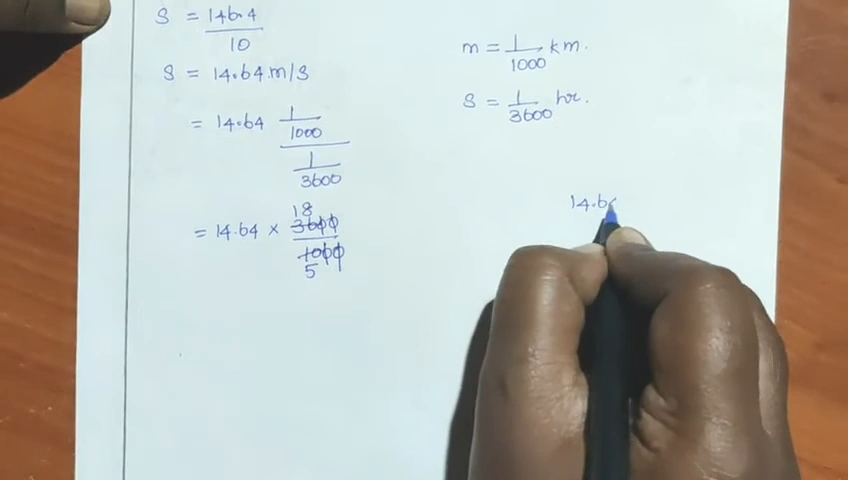 S = 146.4
10
S = 14.64 m/s
= 14.64 1
1000
1
3600
18
= 14.64 × 3600
1000
5
m = 1 km.
1000
S = 1 hr.
3600
14.6